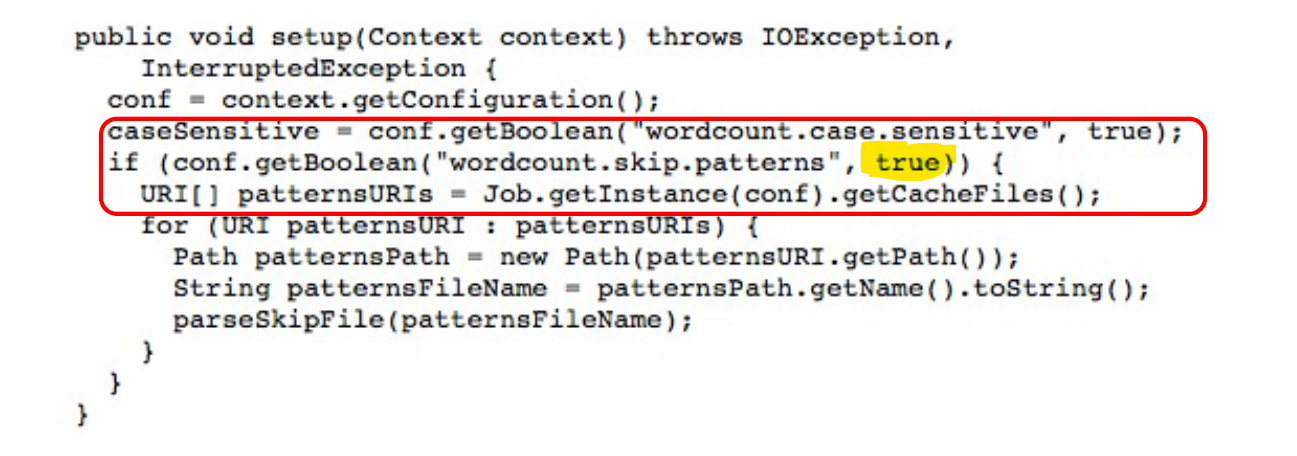 public void setup(Context context) throws IOException,
    InterruptedException {
  conf = context.getConfiguration();
  caseSensitive = conf.getBoolean("wordcount.case.sensitive", true);
  if (conf.getBoolean("wordcount.skip.patterns", true)) {
    URI[] patternsURIs = Job.getInstance(conf).getCacheFiles();
    for (URI patternsURI : patternsURIs) {
      Path patternsPath = new Path(patternsURI.getPath());
      String patternsFileName = patternsPath.getName().toString();
      parseSkipFile(patternsFileName);
    }
  }
}